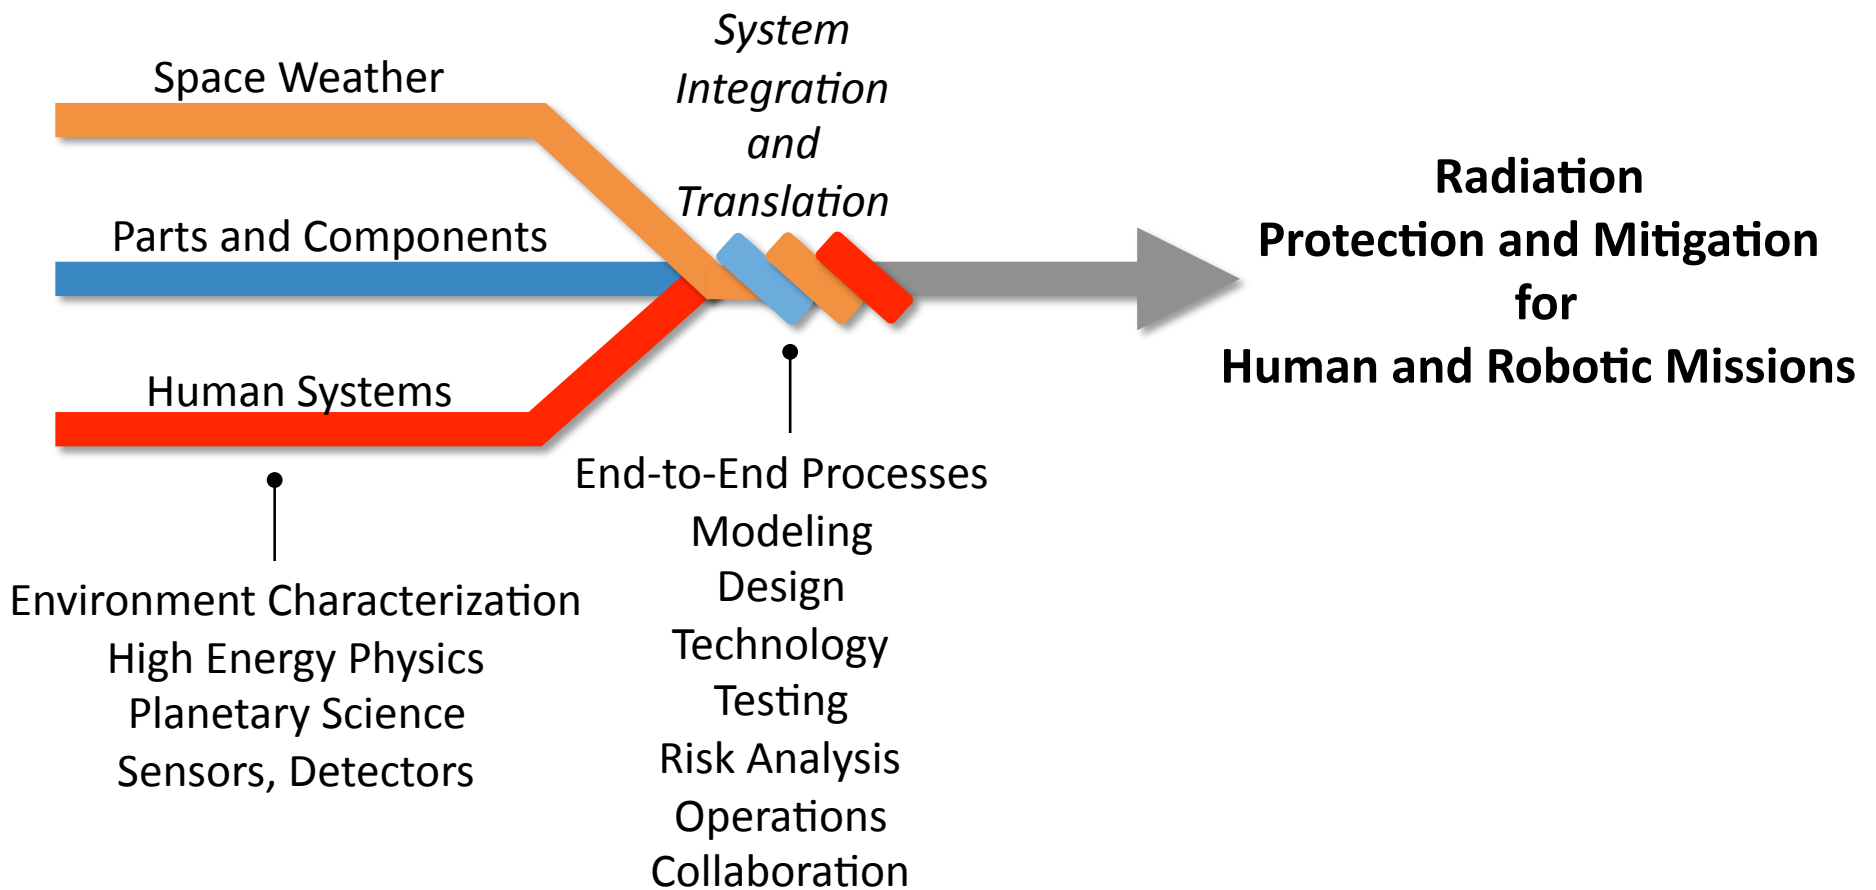 Space Weather
Parts and Components
Human Systems
System
Integration
and
Translation
Radiation
Protection and Mitigation
for
Human and Robotic Missions
Environment Characterization
High Energy Physics
Planetary Science
Sensors, Detectors
End-to-End Processes
Modeling
Design
Technology
Testing
Risk Analysis
Operations
Collaboration